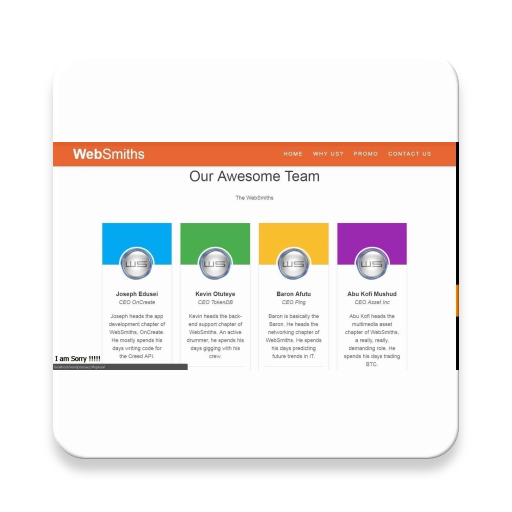 WebSmiths
HOME WHY US? PROMO CONTACT US
Our Awesome Team
The WebSmiths
WS WS WS WS
Joseph Edusei
CEO OnCreate
Joseph heads the app
development chapter of
WebSmiths, OnCreate.
He mostly spends his
days writing code for
the Creed API.
Kevin Otuteye
CEO TokenDB
Kevin heads the back-
end support chapter of
WebSmiths. An active
drummer, he spends his
days gigging with his
crew.
Baron Afutu
CEO Ping
Baron is basically the
Baron. He heads the
networking chapter of
WebSmiths. He spends
his days predicting
future trends in IT.
Abu Kofi Mushud
CEO Asset Inc
Abu Kofi heads the
multimedia asset
chapter of WebSmiths,
a really, really,
demanding role. He
spends his days trading
BTC.
I am Sorry !!!!!